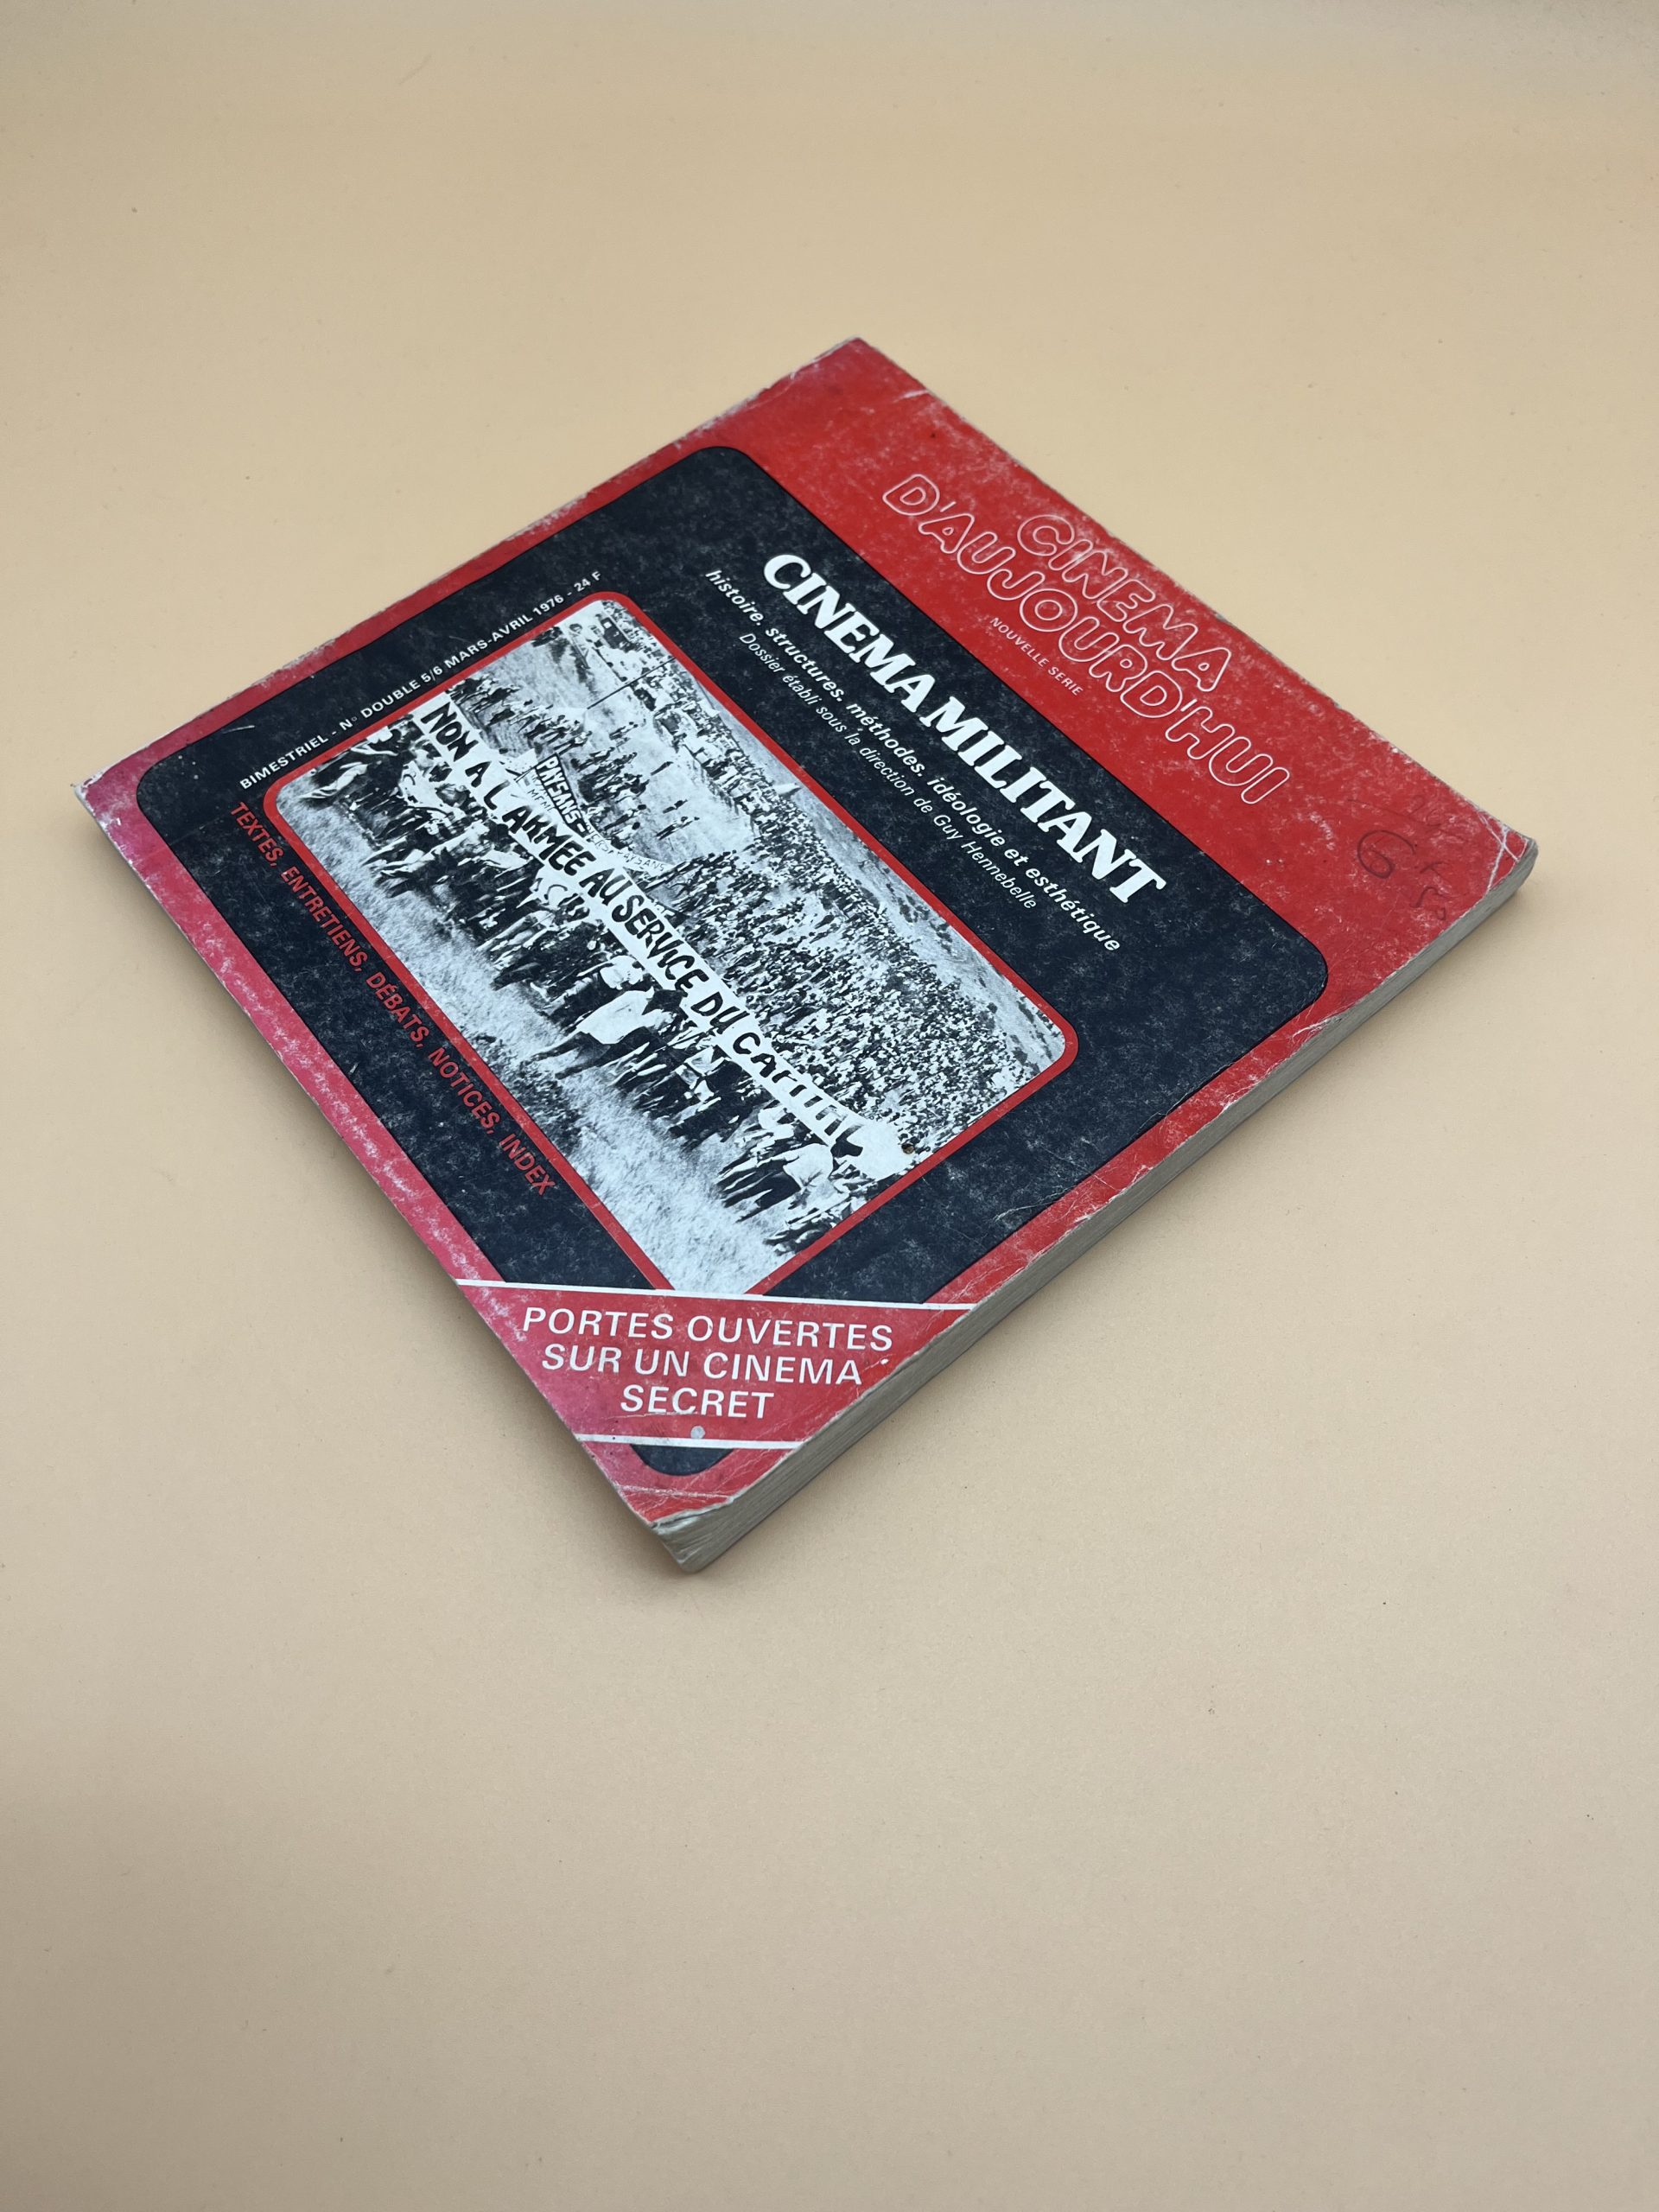 CINEMA
D'AUJOURD'HUI
NOUVELLE SERIE
CINEMA MILITANT
histoire. structures. méthodes. idéologie et esthétique
Dossier établi sous la direction de Guy Hennebelle
BIMESTRIEL - N° DOUBLE 5/6 MARS-AVRIL 1976 - 24 F
PAYSANS
NON A L'ARMEE AU SERVICE DU CAPITAL
TEXTES, ENTRETIENS, DÉBATS, NOTICES, INDEX
PORTES OUVERTES
SUR UN CINEMA
SECRET